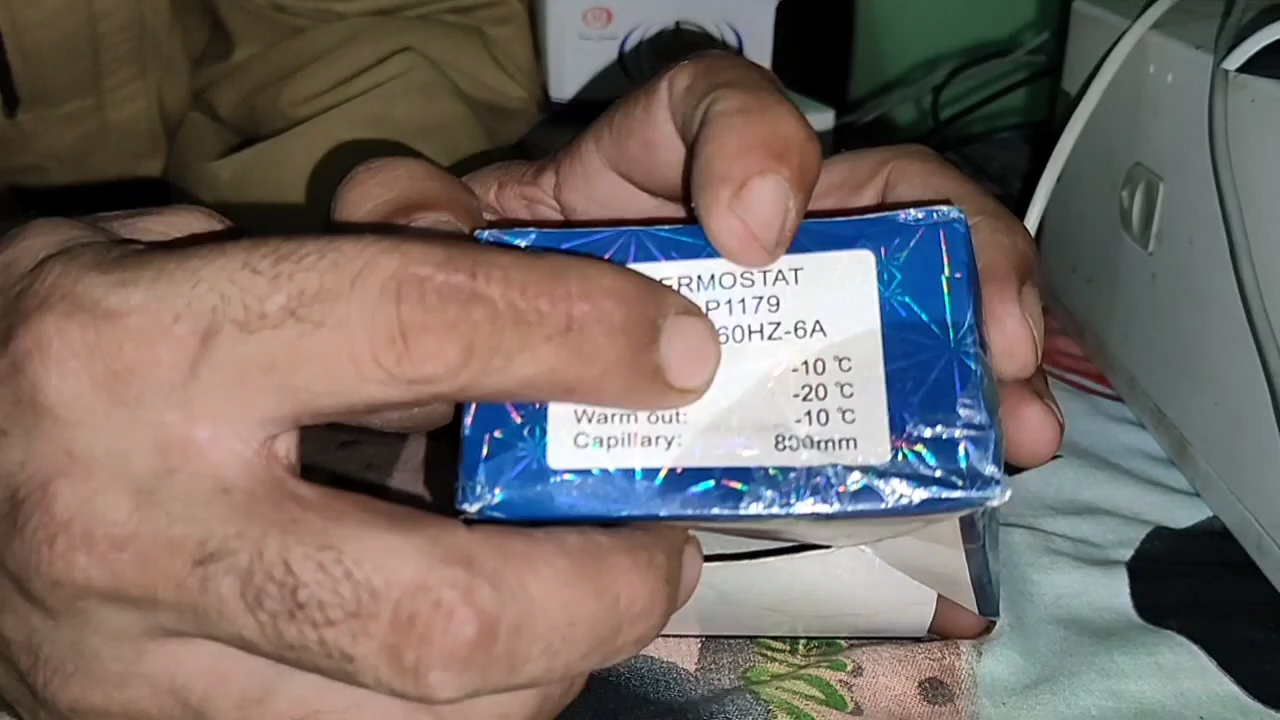 ERMOSTAT
P1179
60HZ-6A
-10 ℃
-20 ℃
Warm out: -10 ℃
Capillary: 800mm